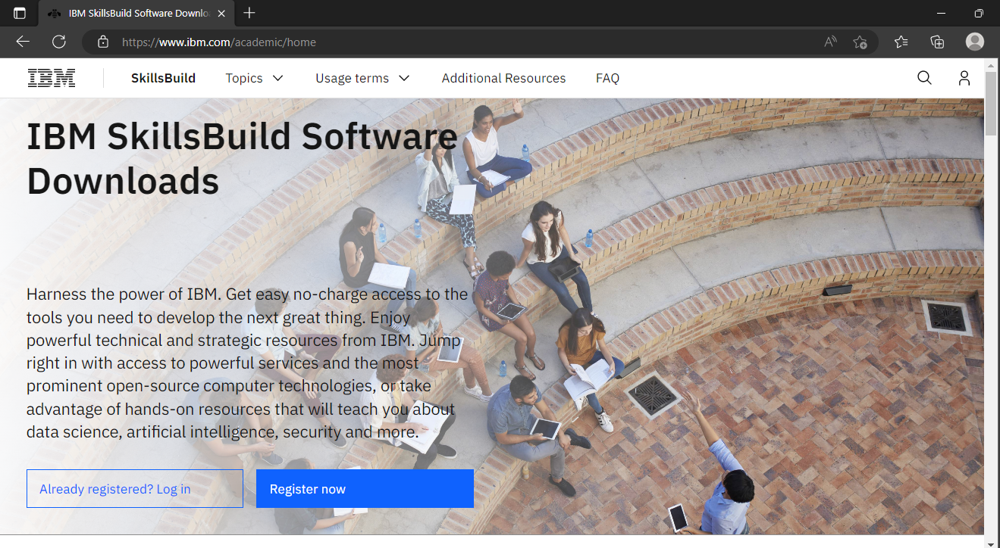 IBM SkillsBuild Software Downlo
https://www.ibm.com/academic/home
IBM
SkillsBuild Topics Usage terms Additional Resources FAQ
IBM SkillsBuild Software
Downloads
Harness the power of IBM. Get easy no-charge access to the
tools you need to develop the next great thing. Enjoy
powerful technical and strategic resources from IBM. Jump
right in with access to powerful services and the most
prominent open-source computer technologies, or take
advantage of hands-on resources that will teach you about
data science, artificial intelligence, security and more.
Already registered? Log in
Register now